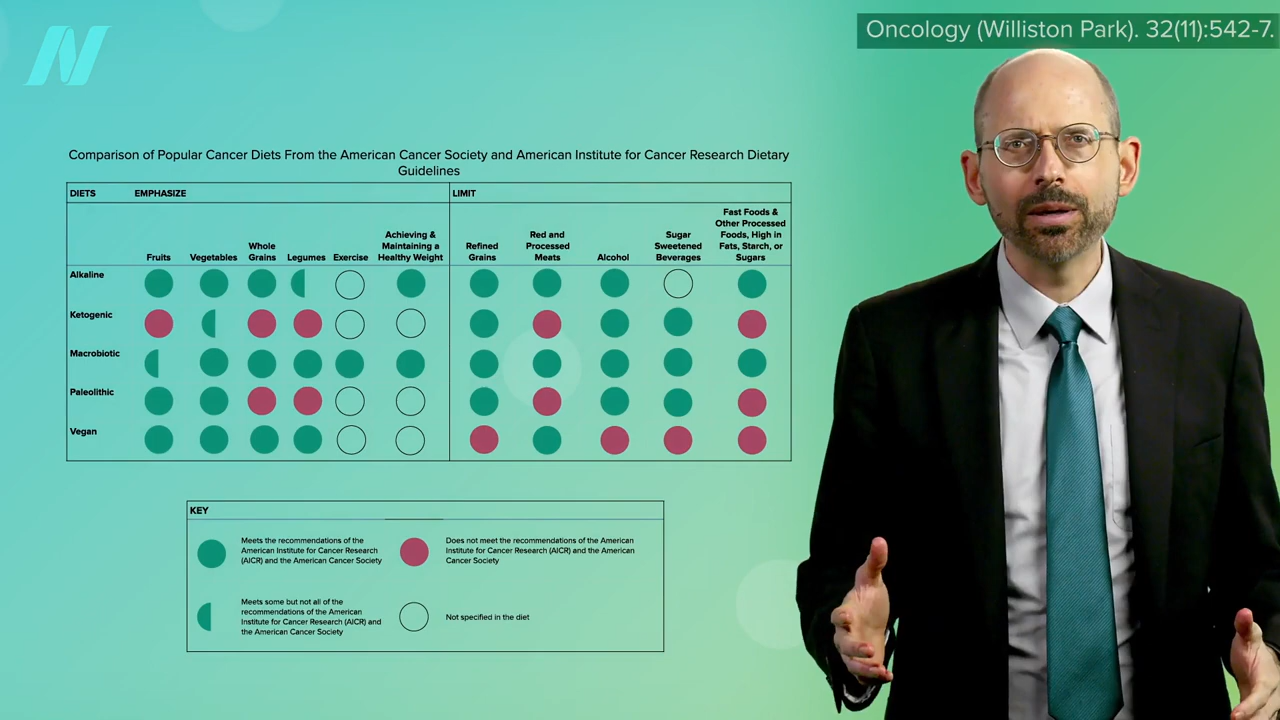 Oncology (Williston Park). 32(11):542-7.
Comparison of Popular Cancer Diets From the American Cancer Society and American Institute for Cancer Research Dietary
Guidelines
DIETS EMPHASIZE LIMIT
Fruits Vegetables Whole Grains Legumes Exercise Achieving & Maintaining a Healthy Weight Refined Grains Red and Processed Meats Alcohol Sugar Sweetened Beverages Fast Foods & Other Processed Foods, High in Fats, Starch, or Sugars
Alkaline
Ketogenic
Macrobiotic
Paleolithic
Vegan
KEY
Meets the recommendations of the
American Institute for Cancer Research
(AICR) and the American Cancer Society
Does not meet the recommendations of the American
Institute for Cancer Research (AICR) and the American
Cancer Society
Meets some but not all of the
recommendations of the American
Institute for Cancer Research (AICR) and
the American Cancer Society
Not specified in the diet